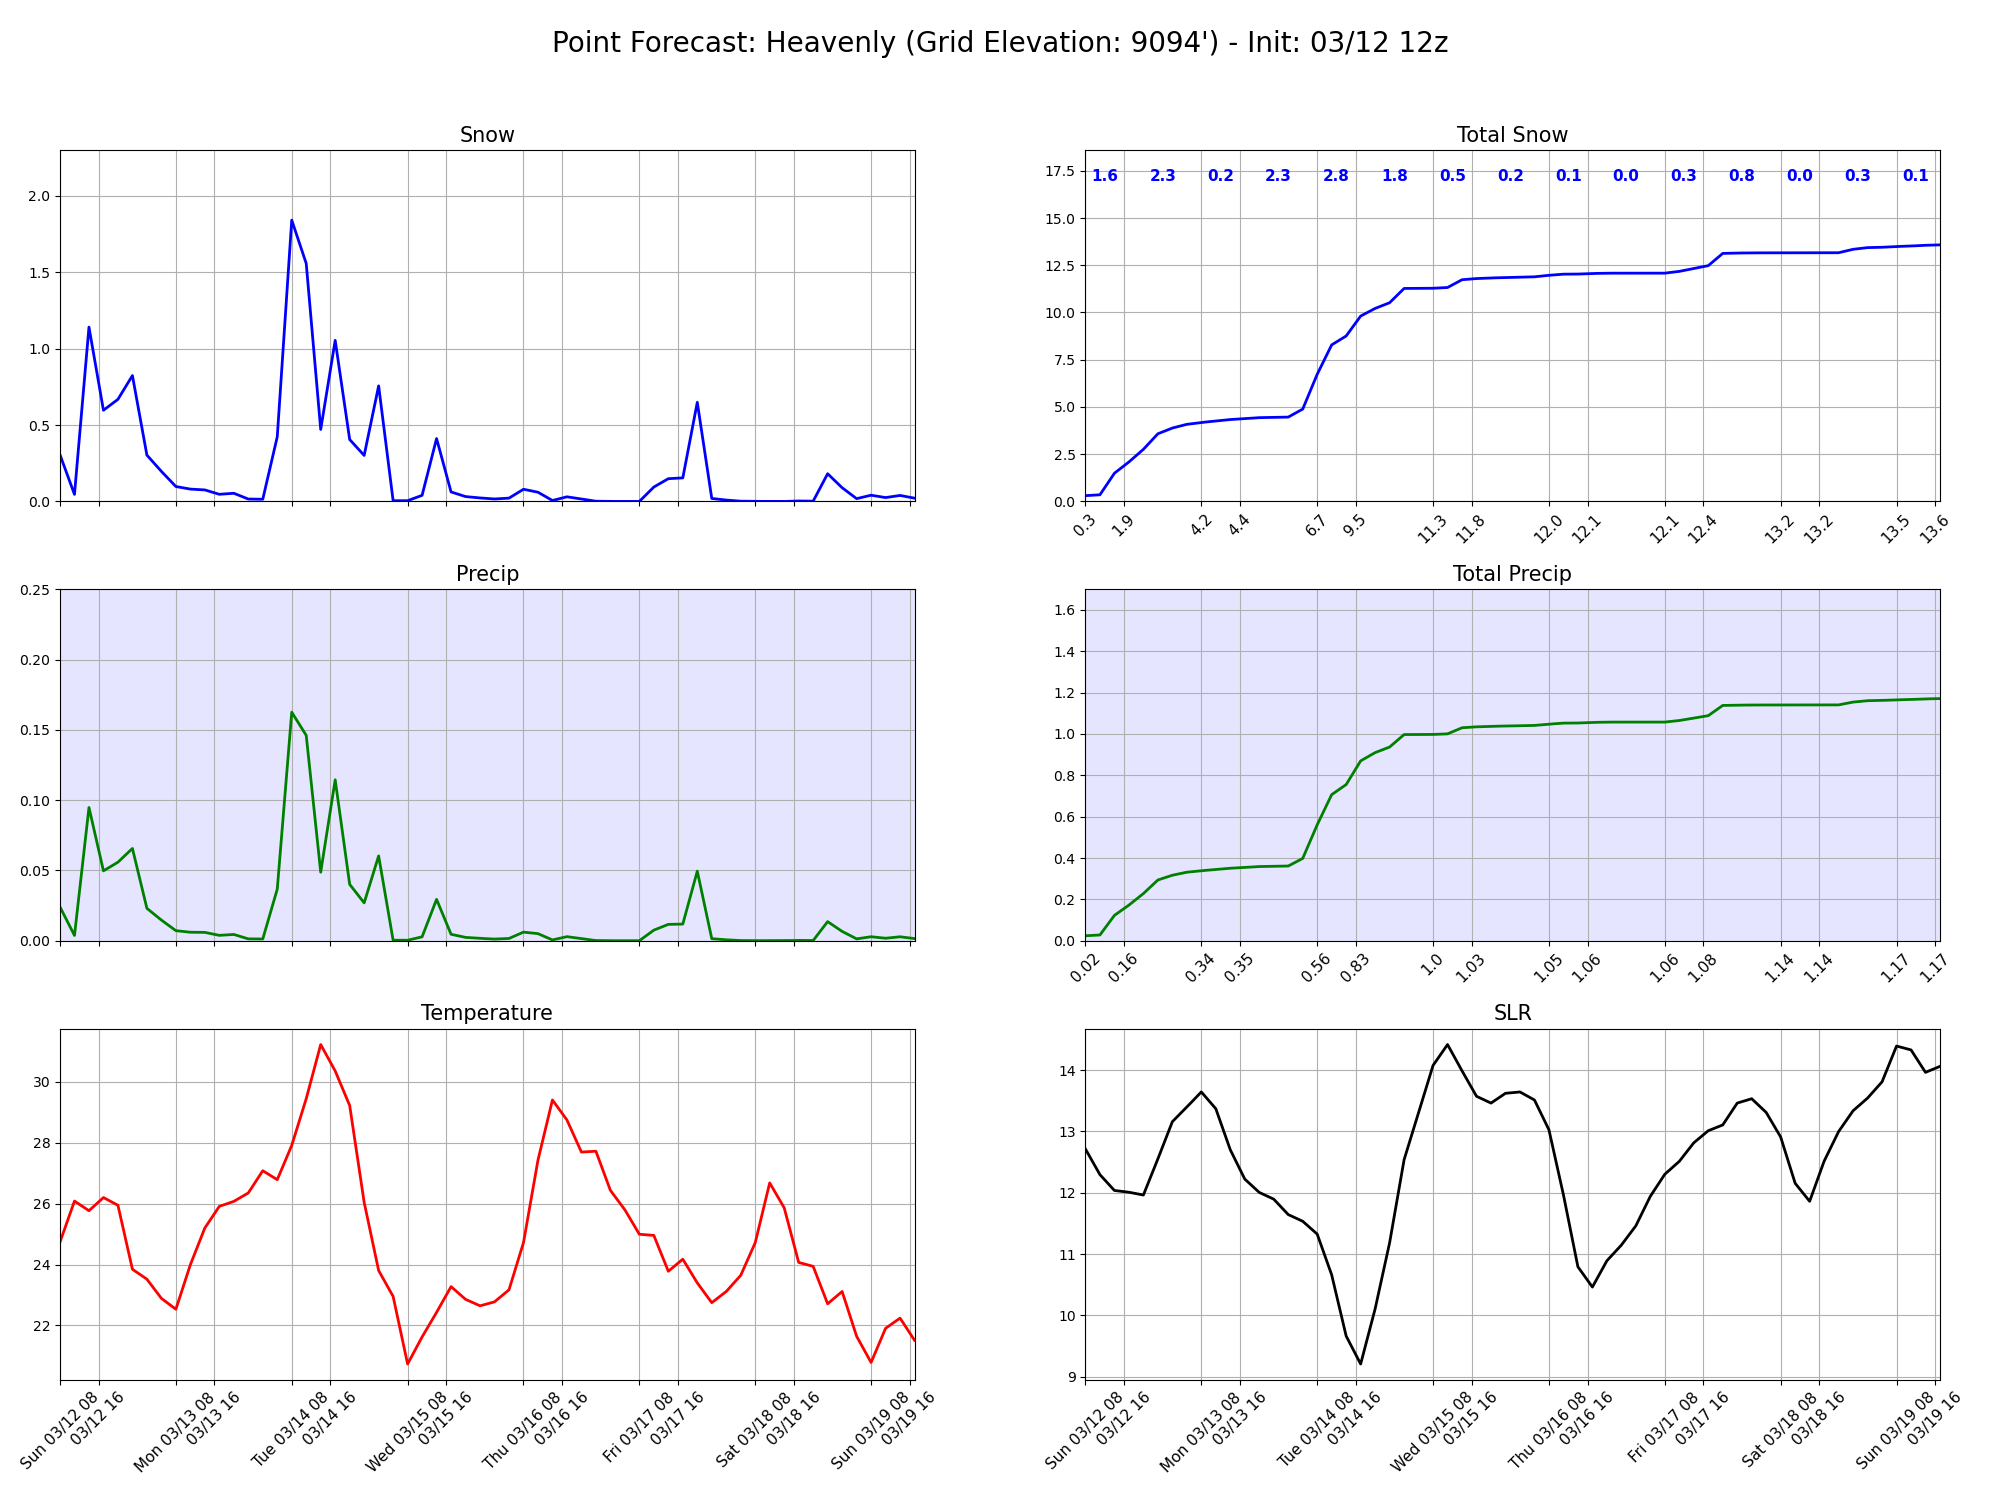 Point Forecast: Heavenly (Grid Elevation: 9094') - Init: 03/12 12z
Snow
2.0
1.5
1.0
0.5
0.0
Total Snow
17.5
15.0
12.5
10.0
7.5
5.0
2.5
0.0
1.6 2.3 0.2 2.3 2.8 1.8 0.5 0.2 0.1 0.0 0.3 0.8 0.0 0.3 0.1
0.3 1.9 4.2 4.4 6.7 9.5 11.3 11.8 12.0 12.1 12.1 12.4 13.2 13.2 13.5 13.6
Precip
0.25
0.20
0.15
0.10
0.05
0.00
Total Precip
1.6
1.4
1.2
1.0
0.8
0.6
0.4
0.2
0.0
0.02 0.16 0.34 0.35 0.56 0.83 1.0 1.03 1.05 1.06 1.06 1.08 1.14 1.14 1.17 1.17
Temperature
30
28
26
24
22
Sun 03/12 08
03/12 16
Mon 03/13 08
03/13 16
Tue 03/14 08
03/14 16
Wed 03/15 08
03/15 16
Thu 03/16 08
03/16 16
Fri 03/17 08
03/17 16
Sat 03/18 08
03/18 16
Sun 03/19 08
03/19 16
SLR
14
13
12
11
10
9
Sun 03/12 08
03/12 16
Mon 03/13 08
03/13 16
Tue 03/14 08
03/14 16
Wed 03/15 08
03/15 16
Thu 03/16 08
03/16 16
Fri 03/17 08
03/17 16
Sat 03/18 08
03/18 16
Sun 03/19 08
03/19 16